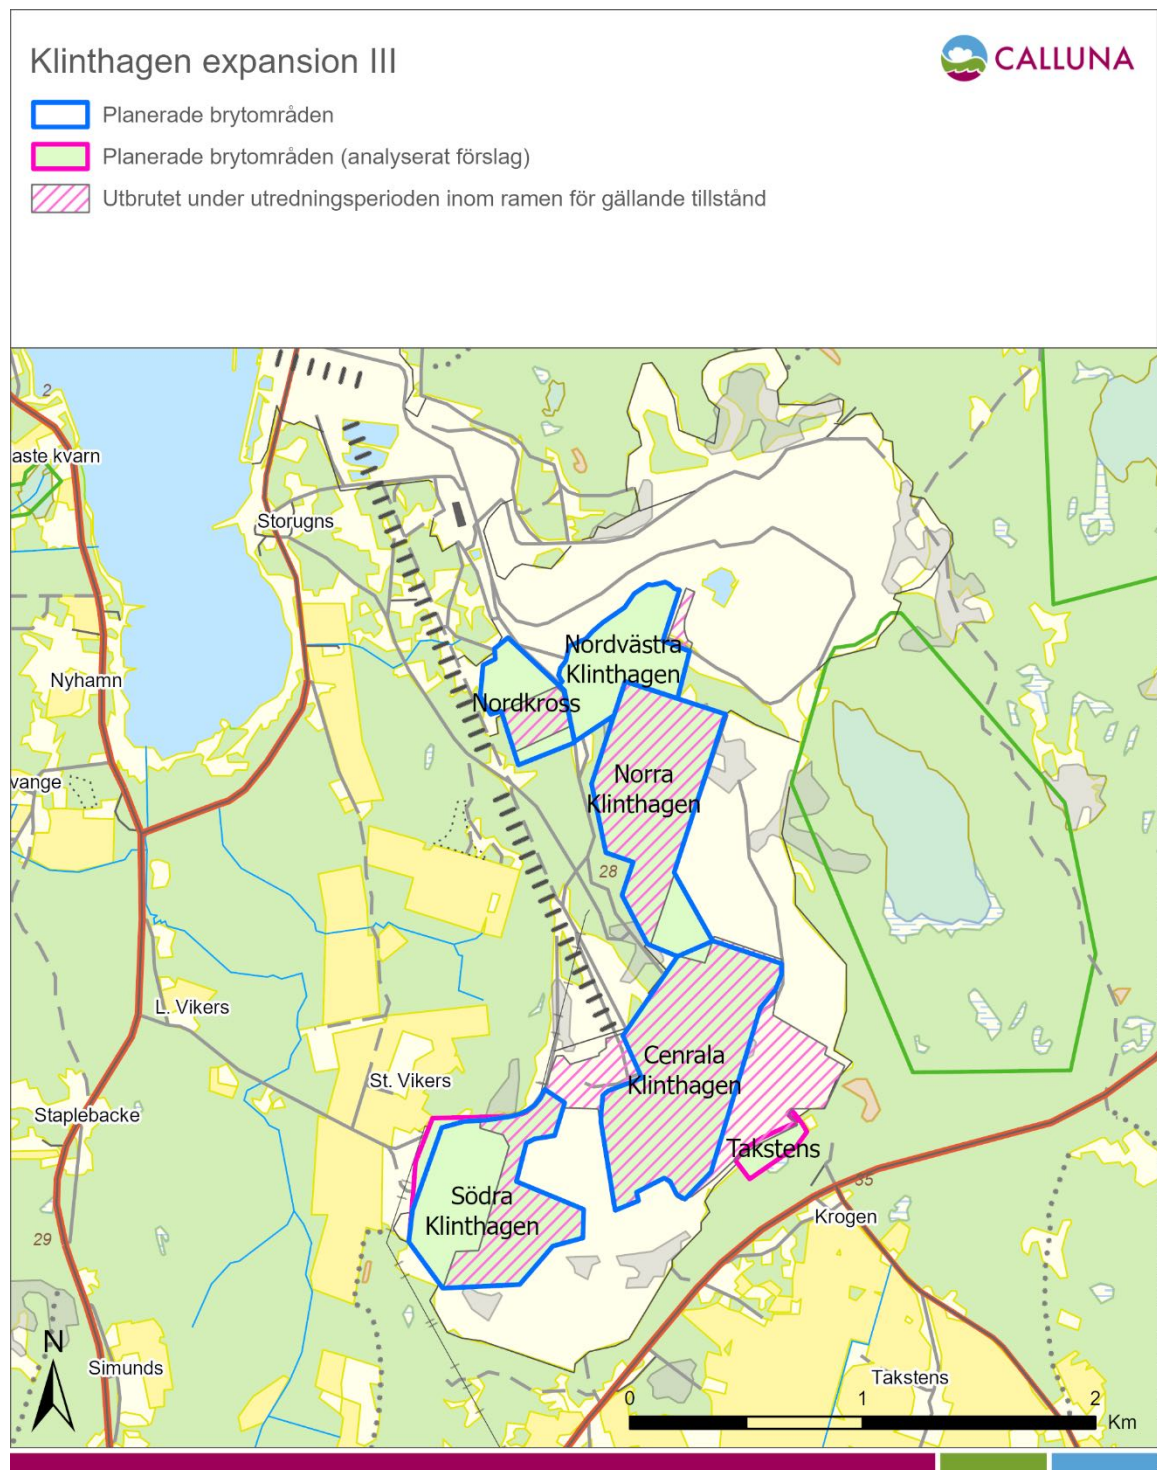 Klinthagen expansion III
CALLUNA
Planerade brytområden
Planerade brytområden (analyserat förslag)
Utbrutet under utredningsperioden inom ramen för gällande tillstånd
2
aste kvarn
Storugns
Nordvästra
Klinthagen
Nyhamn
Nordkross
vange
Norra
Klinthagen
28
L. Vikers
Cenrala
Klinthagen
St. Vikers
Staplebacke
Takstens
Södra
Klinthagen
35
Krogen
29
N
Simunds
Takstens
0 1 2
Km